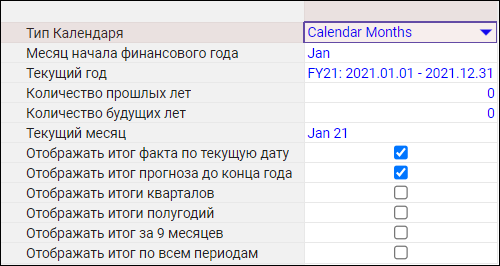 Тип Календаря Calendar Months
Месяц начала финансового года Jan
Текущий год FY21: 2021.01.01 - 2021.12.31
Количество прошлых лет 0
Количество будущих лет 0
Текущий месяц Jan 21
Отображать итог факта по текущую дату
Отображать итог прогноза до конца года
Отображать итоги кварталов
Отображать итоги полугодий
Отображать итог за 9 месяцев
Отображать итог по всем периодам